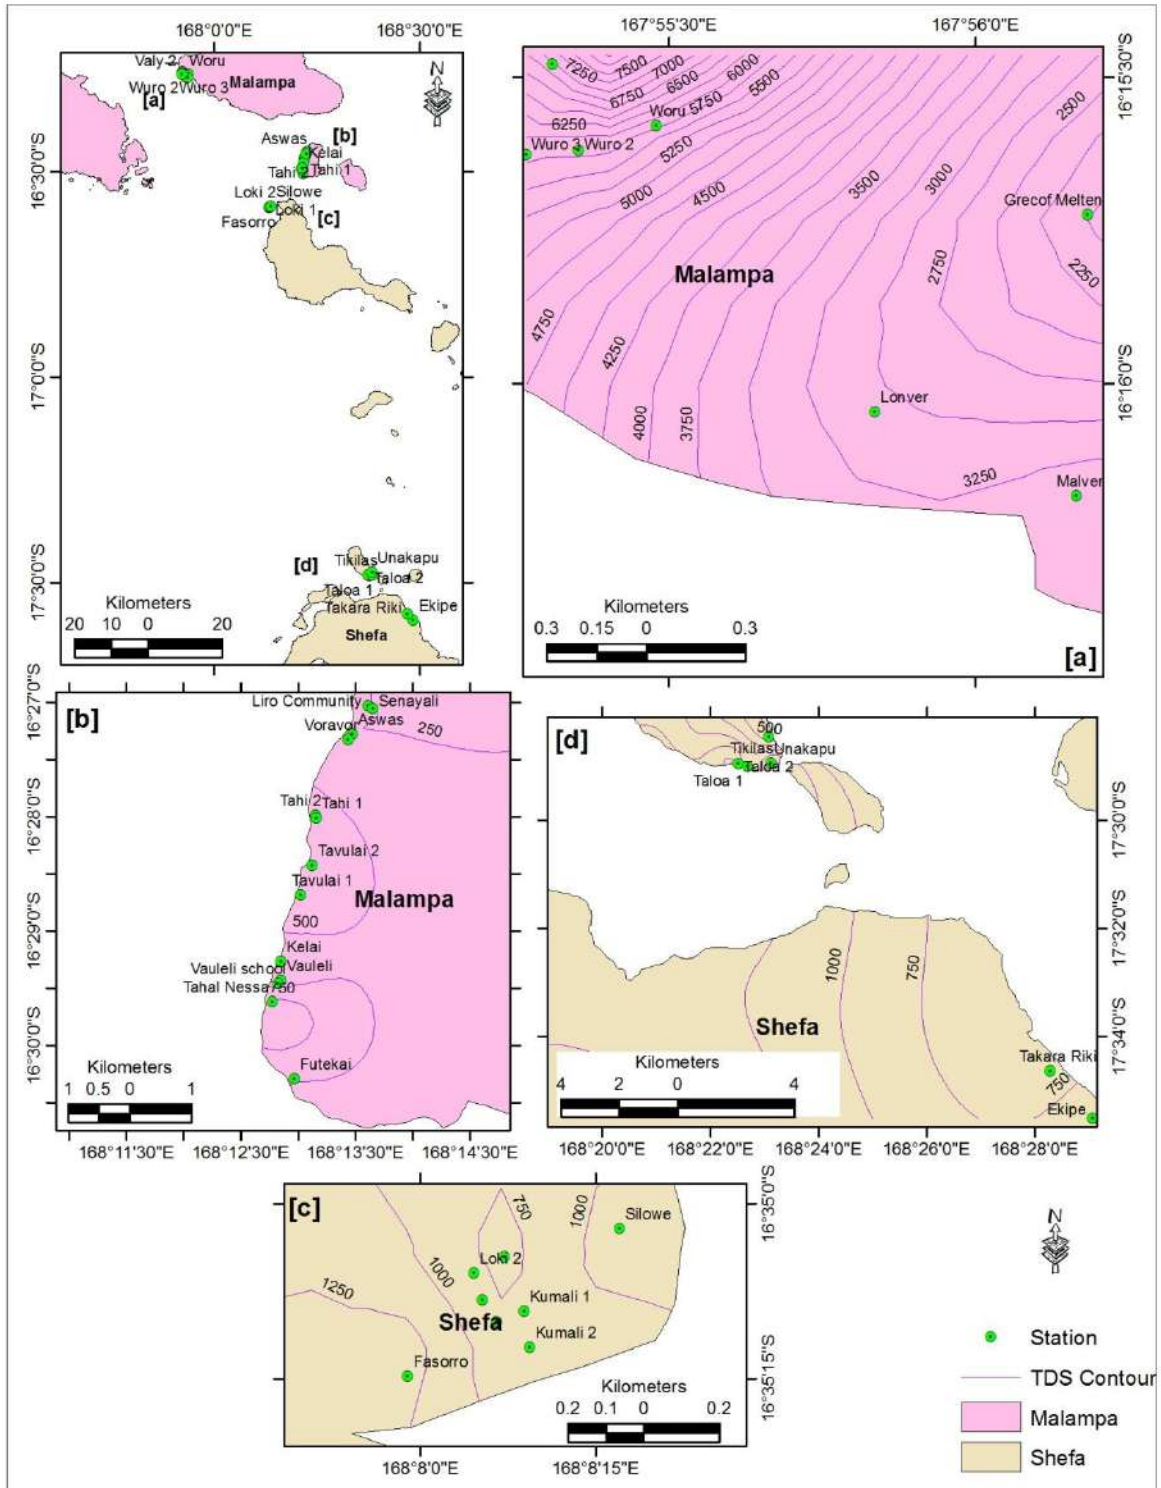 168°0'0"E 168°30'0"E
Valy 2 Woru
Wuro 2 Wuro 3
Malampa
[a]
N
Aswas [b]
Kelai
Tahi 2 Tahi 1
Loki 2 Silowe
Loki 1 [c]
Fasorro
16°30'0"S
17°0'0"S
17°30'0"S
[d] Tikilas Unakapu
Taloa 2
Taloa 1
Takara Riki Ekipe
Shefa
Kilometers
20 10 0 20
167°55'30"E 167°56'0"E
7250 7500 7000 6500 6000 5500
6750 5750
6250 Woru
Wuro 3 Wuro 2 5250
5000 4500 3500 3000 2500
Grecof Melten
Malampa 2750 2250
4750 4250
4000 3750
Lonver
3250
Malver
16°15'30"S
16°16'0"S
0.3 0.15 0 0.3
Kilometers
[a]
[b]
Liro Community Senayali
Aswas
Voravor 250
Tahi 2 Tahi 1
Tavulai 2
Tavulai 1
Malampa
500
Kelai
Vauleli school Vauleli
Tahal Nessa 750
Futekai
Kilometers
1 0.5 0 1
16°27'0"S
16°28'0"S
16°29'0"S
16°30'0"S
168°11'30"E 168°12'30"E 168°13'30"E 168°14'30"E
[d]
500
Tikilas Unakapu
Taloa 2
Taloa 1
1000 750
Shefa
Takara Riki
750
Ekipe
Kilometers
4 2 0 4
17°30'0"S
17°32'0"S
17°34'0"S
168°20'0"E 168°22'0"E 168°24'0"E 168°26'0"E 168°28'0"E
[c]
750 1000
Silowe
Loki 2
1000
1250
Kumali 1
Shefa
Kumali 2
Fasorro
Kilometers
0.2 0.1 0 0.2
16°35'0"S
16°35'15"S
168°8'0"E 168°8'15"E
N
Station
TDS Contour
Malampa
Shefa